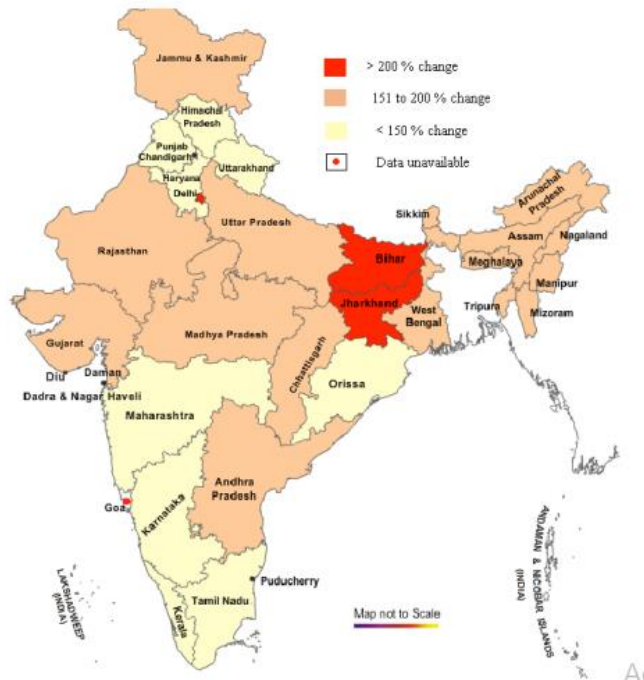 Jammu & Kashmir
> 200 % change
151 to 200 % change
< 150 % change
Data unavailable
Himachal
Pradesh
Punjab
Chandigarh
Uttarakhand
Haryana
Delhi
Arunachal
Pradesh
Sikkim
Uttar Pradesh
Assam
Nagaland
Rajasthan
Bihar
Meghalaya
Manipur
Jharkhand
Tripura
Mizoram
West
Bengal
Madhya Pradesh
Gujarat
Chhattisgarh
Diu
Daman
Orissa
Dadra & Nagar Haveli
Maharashtra
Andhra
Pradesh
Goa
Karnataka
ANDAMAN & NICOBAR ISLANDS
(INDIA)
LAKSHADWEEP
(INDIA)
Puducherry
Tamil Nadu
Kerala
Map not to Scale